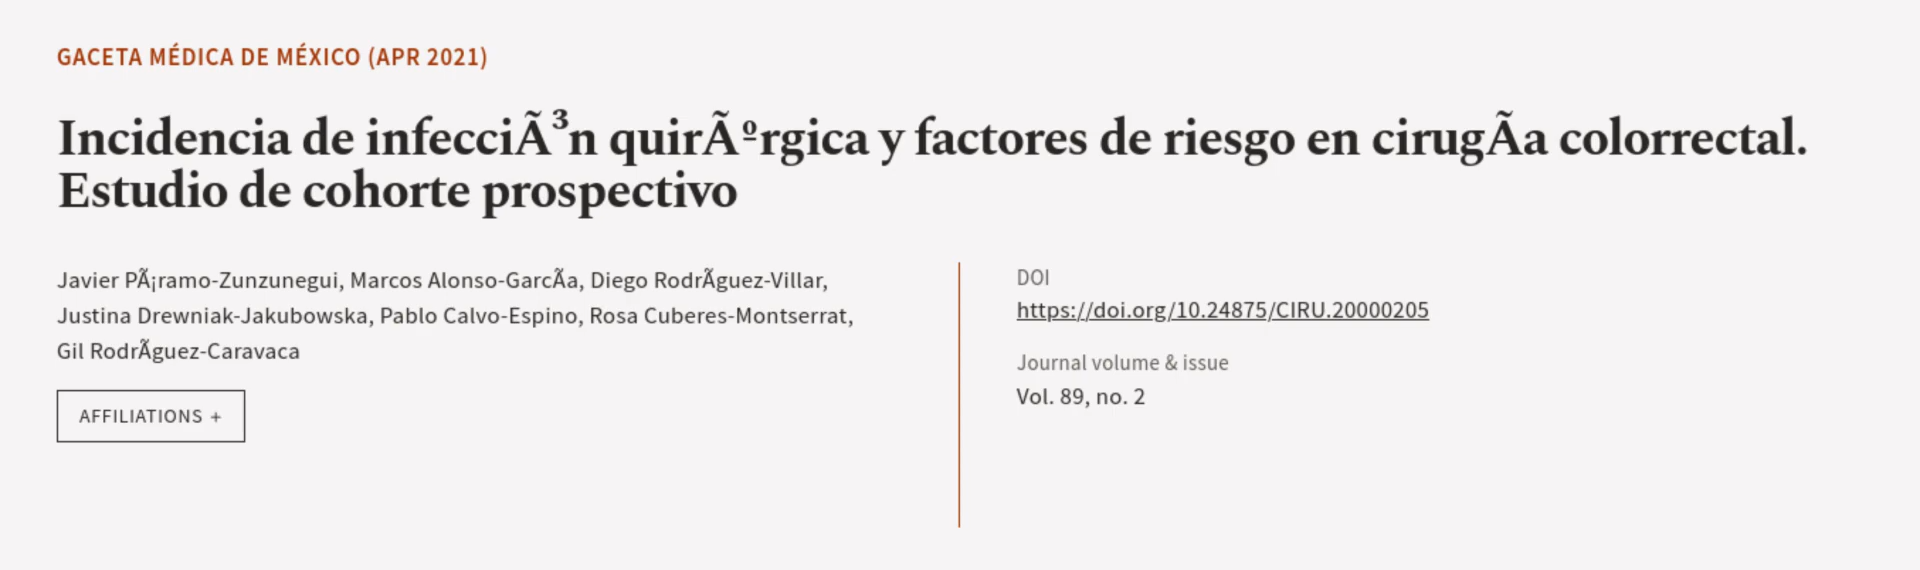 GACETA MÉDICA DE MÉXICO (APR 2021)
Incidencia de infecciÃ³n quirÃºrgica y factores de riesgo en cirugÃa colorrectal.
Estudio de cohorte prospectivo
Javier PÃ¡ramo-Zunzunegui, Marcos Alonso-GarcÃa, Diego RodrÃguez-Villar,
Justina Drewniak-Jakubowska, Pablo Calvo-Espino, Rosa Cuberes-Montserrat,
Gil RodrÃguez-Caravaca
AFFILIATIONS +
DOI
https://doi.org/10.24875/CIRU.20000205
Journal volume & issue
Vol. 89, no. 2